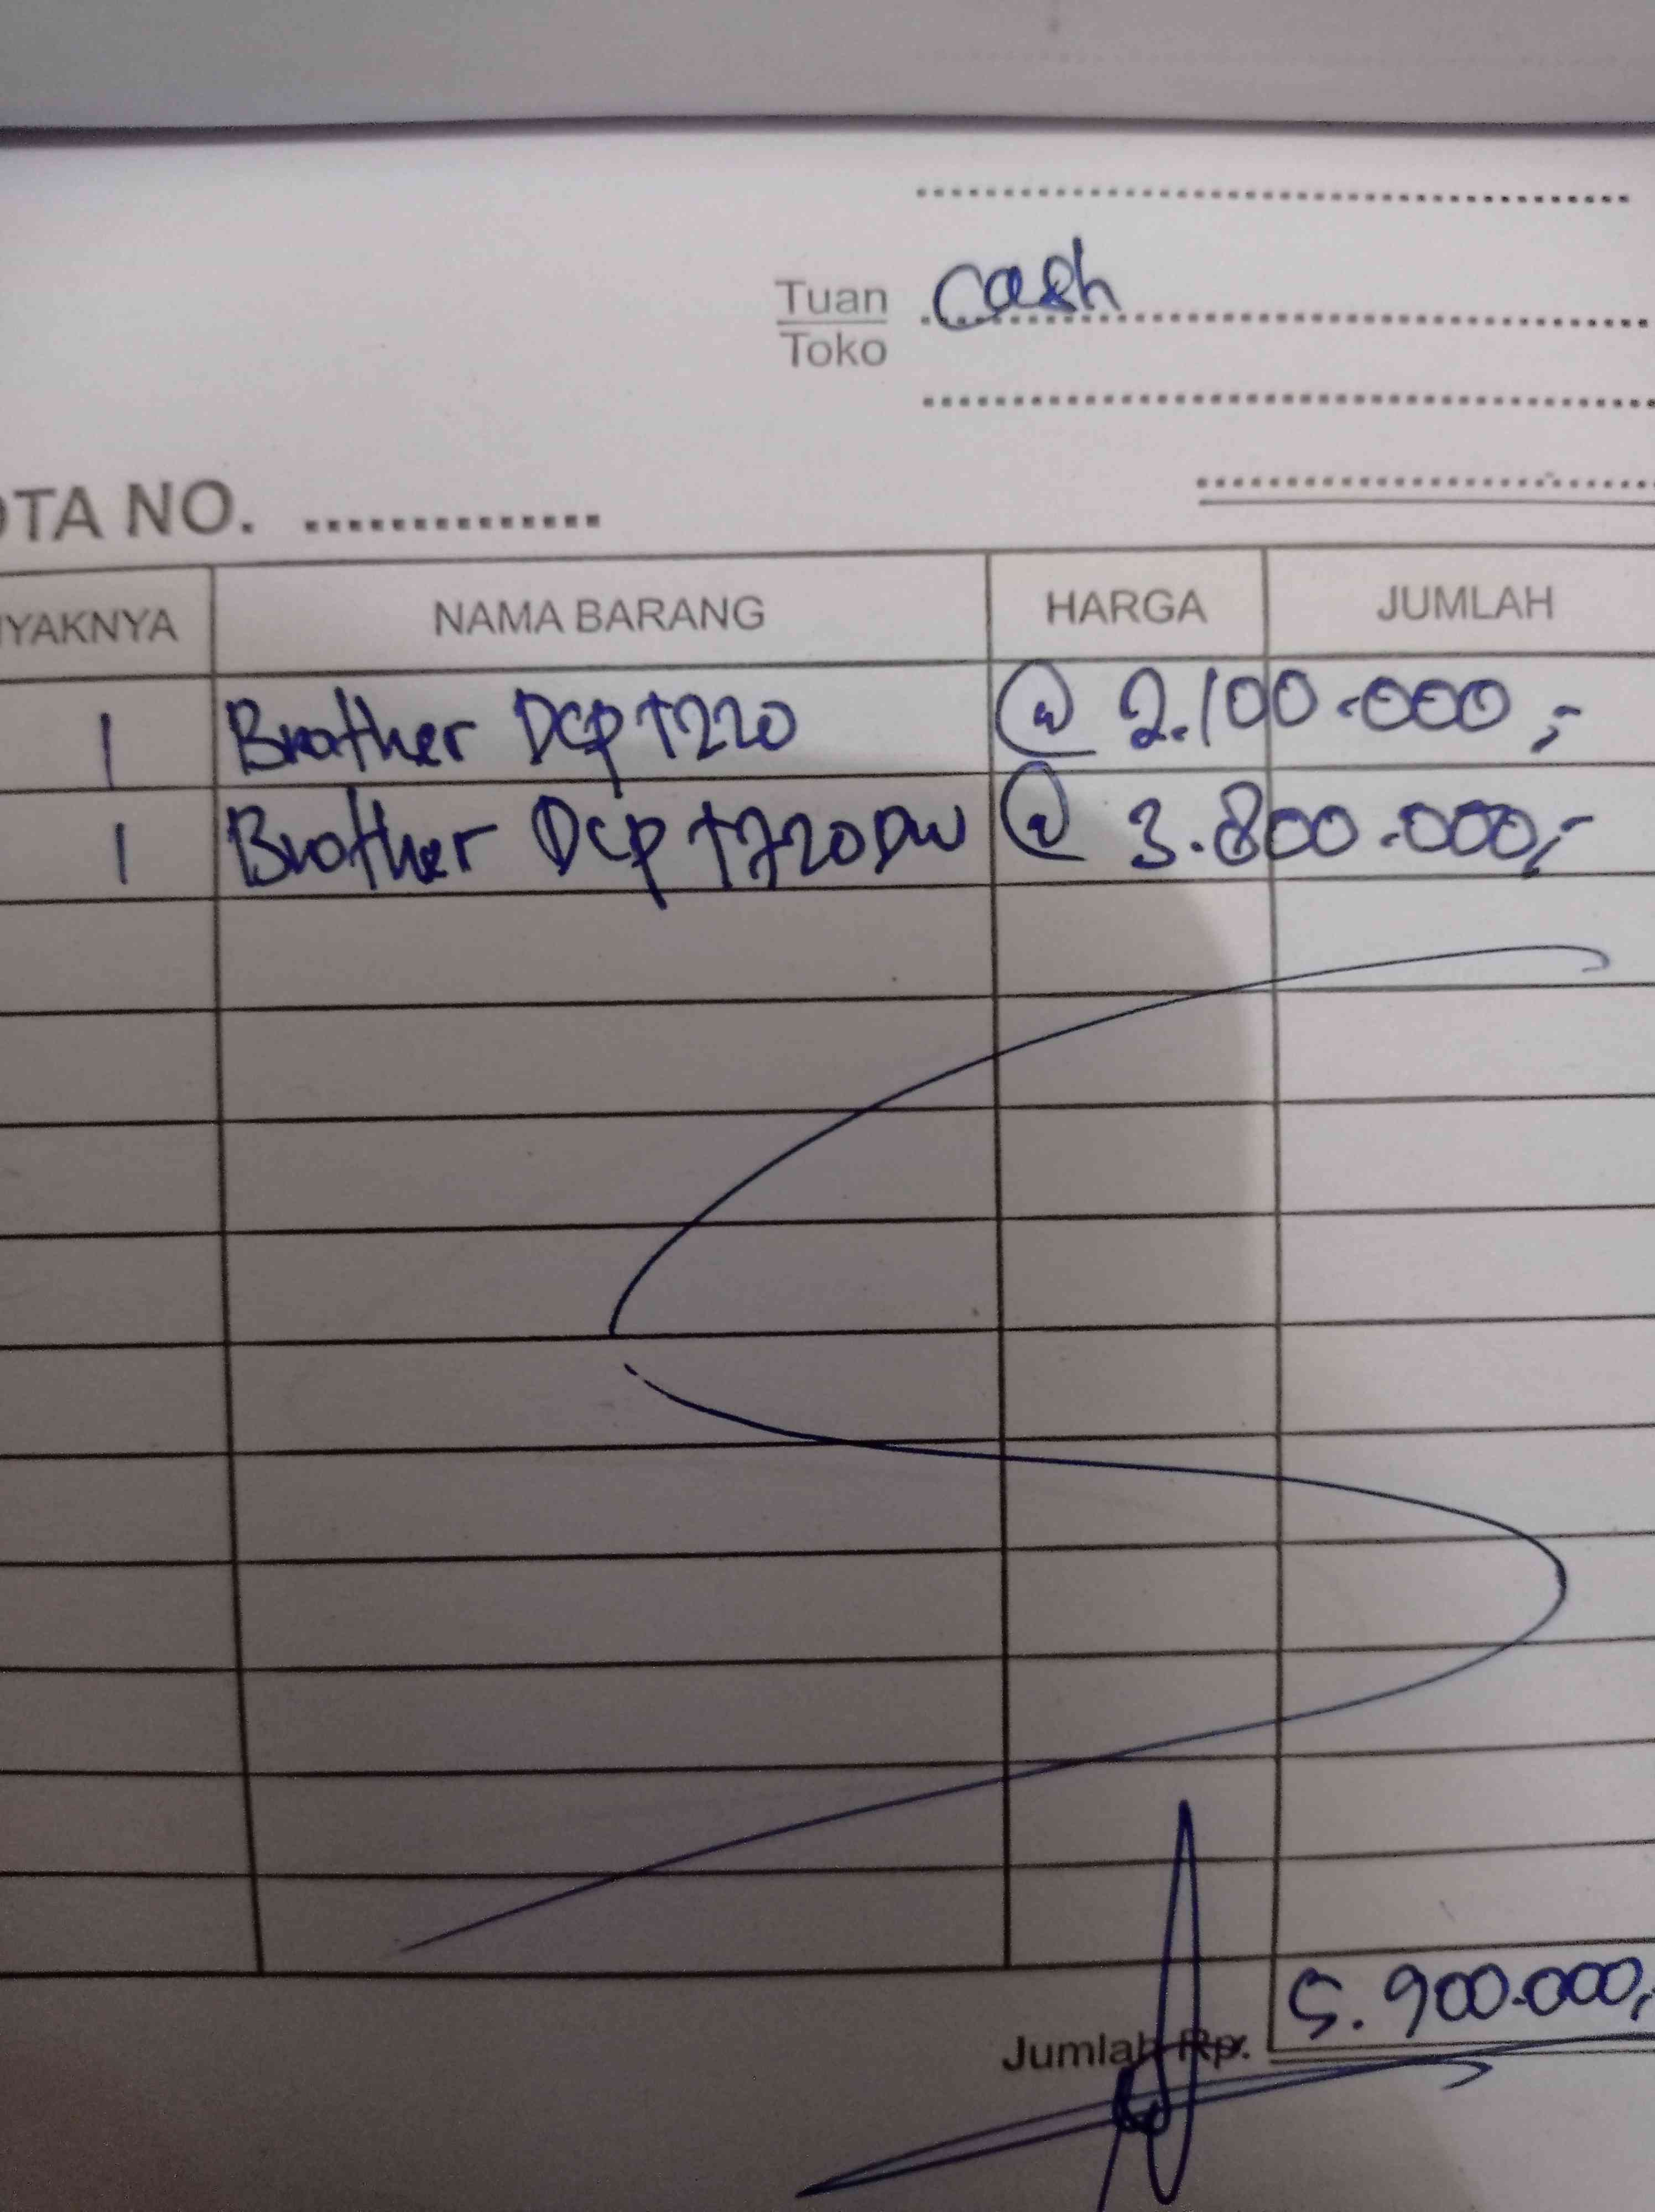 Tuan cash
Toko
OTA NO. ..............
YAKNYA NAMA BARANG HARGA JUMLAH
1 Brother DCP T220 @ 2.100.000,-
1 Brother DCP T720DW @ 3.800.000,-
Jumlah Rp. 5.900.000,-